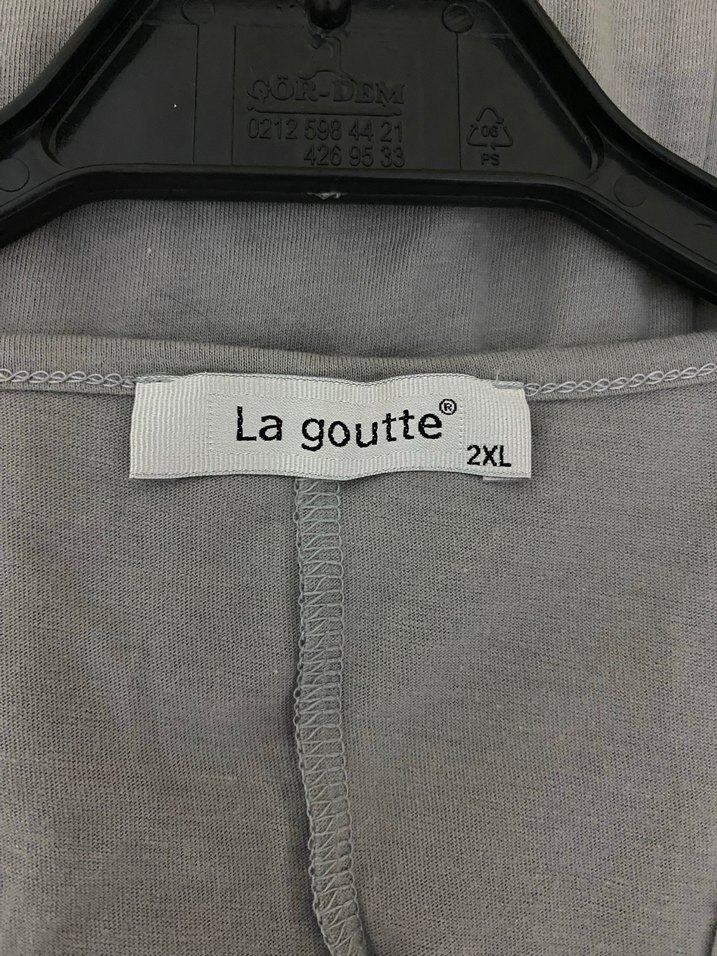 GÖR-DEM
0212 598 44 21
426 95 33
06
PS
La goutte®
2XL